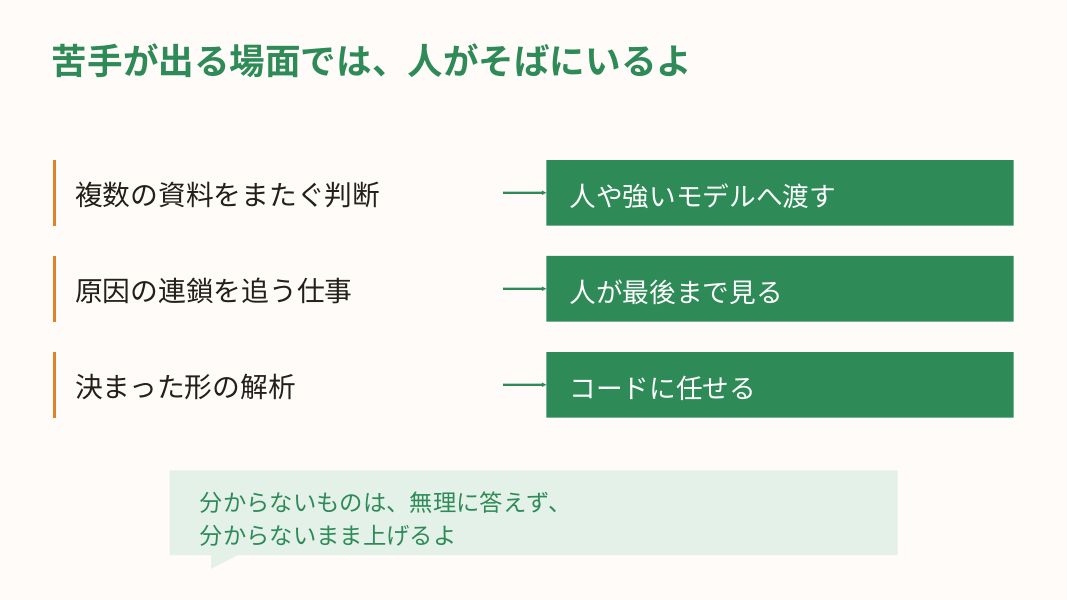 苦手が出る場面では、人がそばにいるよ
複数の資料をまたぐ判断
人や強いモデルへ渡す
原因の連鎖を追う仕事
人が最後まで見る
決まった形の解析
コードに任せる
分からないものは、無理に答えず、
分からないまま上げるよ